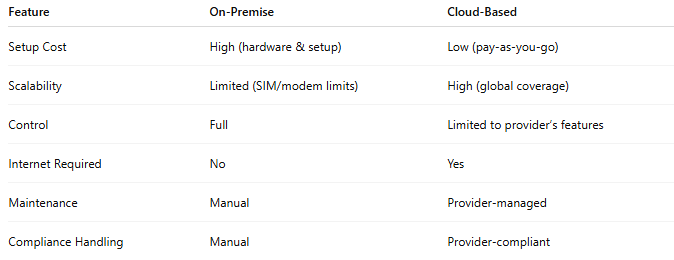 Feature On-Premise Cloud-Based
Setup Cost High (hardware & setup) Low (pay-as-you-go)
Scalability Limited (SIM/modem limits) High (global coverage)
Control Full Limited to provider’s features
Internet Required No Yes
Maintenance Manual Provider-managed
Compliance Handling Manual Provider-compliant